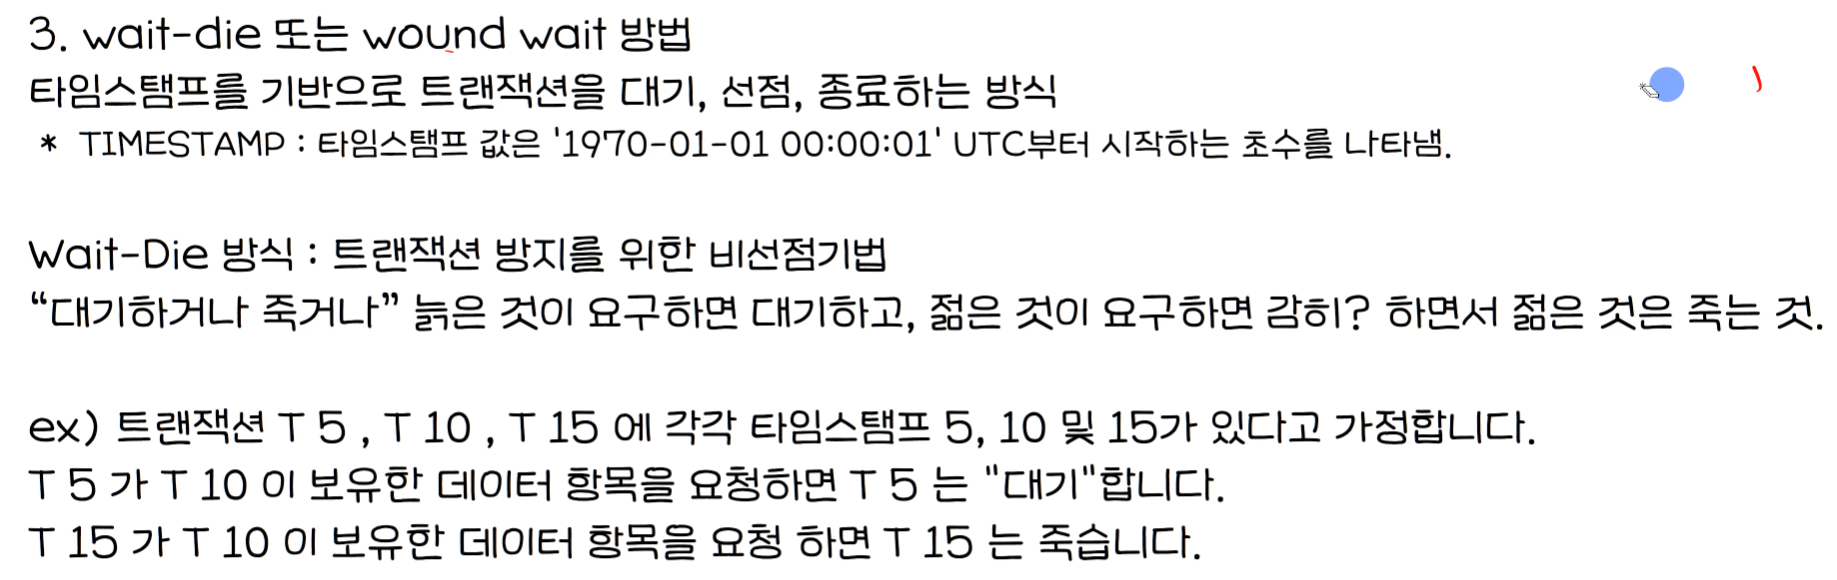 3. wait-die 또는 wound wait 방법
타임스탬프를 기반으로 트랜잭션을 대기, 선점, 종료하는 방식
* TIMESTAMP : 타임스탬프 값은 '1970-01-01 00:00:01' UTC부터 시작하는 초수를 나타냄.
Wait-Die 방식 : 트랜잭션 방지를 위한 비선점기법
“대기하거나 죽거나” 늙은 것이 요구하면 대기하고, 젊은 것이 요구하면 감히? 하면서 젊은 것은 죽는 것.
ex) 트랜잭션 T 5 , T 10 , T 15 에 각각 타임스탬프 5, 10 및 15가 있다고 가정합니다.
T 5 가 T 10 이 보유한 데이터 항목을 요청하면 T 5 는 "대기"합니다.
T 15 가 T 10 이 보유한 데이터 항목을 요청 하면 T 15 는 죽습니다.